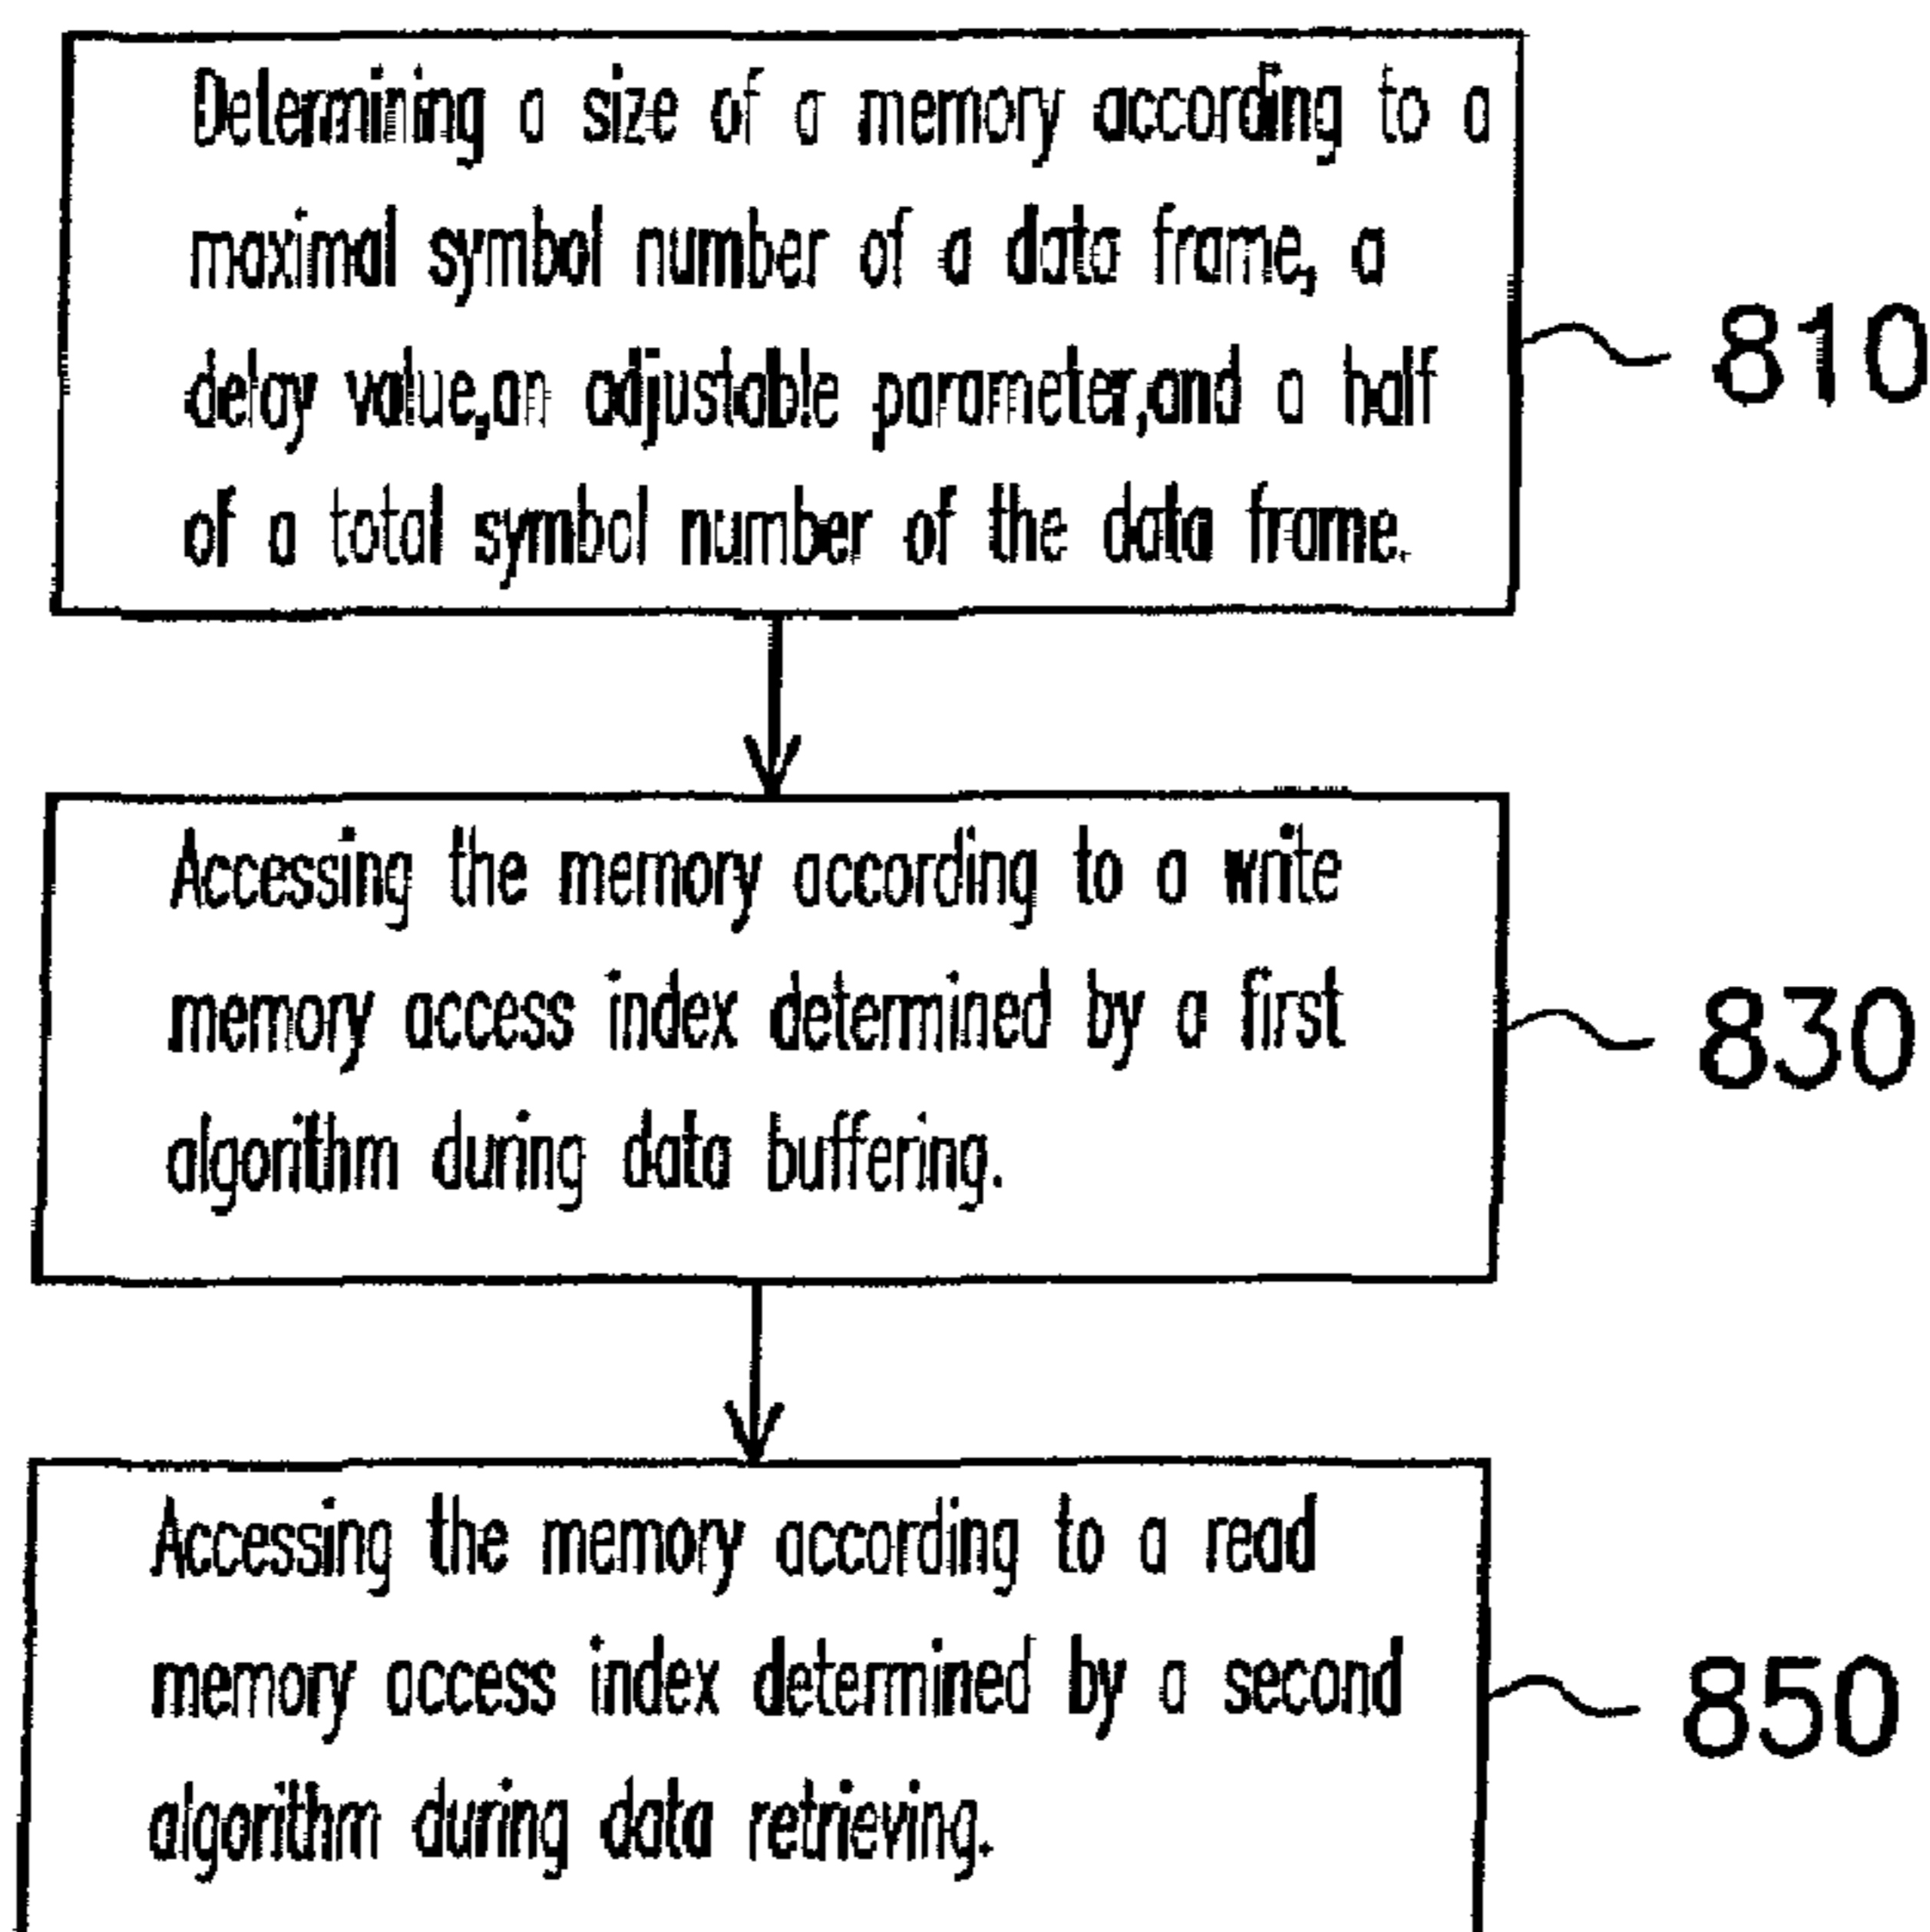 Determining a size of a memory according to a
maximal symbol number of a data frame, a
delay value,an adjustable parameter,and a half
of a total symbol number of the data frame.
810
Accessing the memory according to a write
memory access index determined by a first
algorithm during data buffering.
830
Accessing the memory according to a read
memory access index determined by a second
algorithm during data retrieving.
850